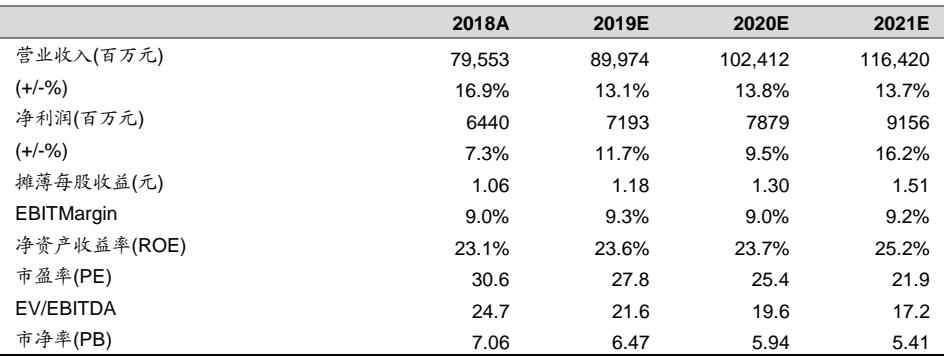 2018A 2019E 2020E 2021E
营业收入(百万元) 79,553 89,974 102,412 116,420
(+/-%) 16.9% 13.1% 13.8% 13.7%
净利润(百万元) 6440 7193 7879 9156
(+/-%) 7.3% 11.7% 9.5% 16.2%
摊薄每股收益(元) 1.06 1.18 1.30 1.51
EBITMargin 9.0% 9.3% 9.0% 9.2%
净资产收益率(ROE) 23.1% 23.6% 23.7% 25.2%
市盈率(PE) 30.6 27.8 25.4 21.9
EV/EBITDA 24.7 21.6 19.6 17.2
市净率(PB) 7.06 6.47 5.94 5.41